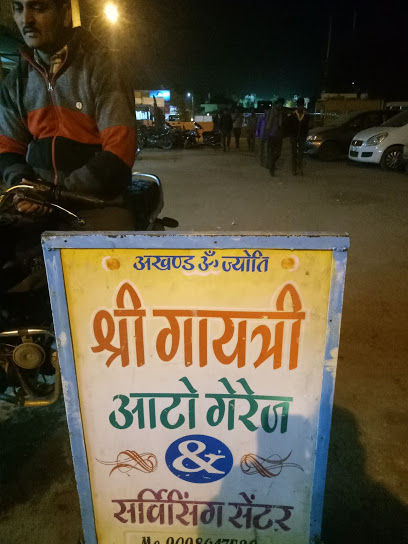 अखण्ड ॐ ज्योति
श्री गायत्री
आटो गेरेज
&
सर्विसिंग सेंटर